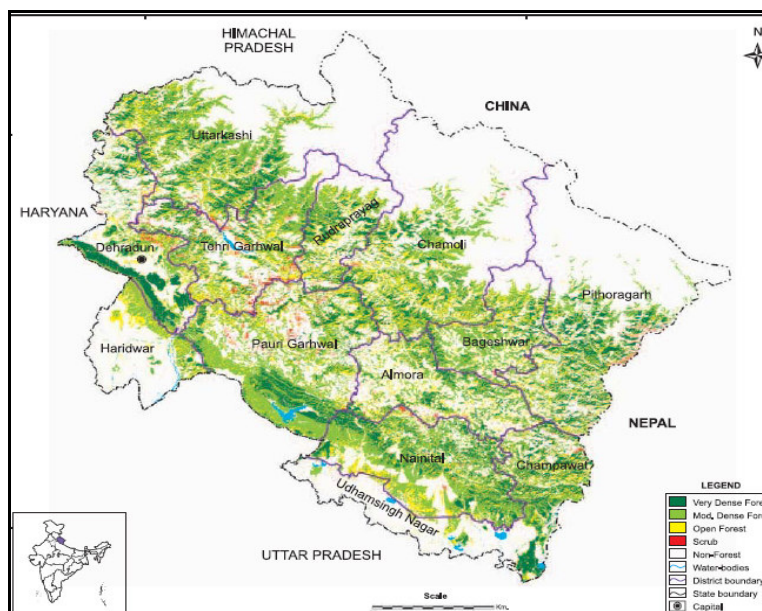 HIMACHAL
PRADESH
N
CHINA
Uttarkashi
HARYANA
Dehradun
Tehri Garhwal
Rudraprayag
Chamoli
Pithoragarh
Haridwar
Pauri Garhwal
Bageshwar
Almora
NEPAL
Nainital
Champawat
Udhamsingh Nagar
UTTAR PRADESH
LEGEND
Very Dense Fore
Mod. Dense Fore
Open Forest
Scrub
Non-Forest
Water-bodies
District boundary
State boundary
Capital
Scale
Km.